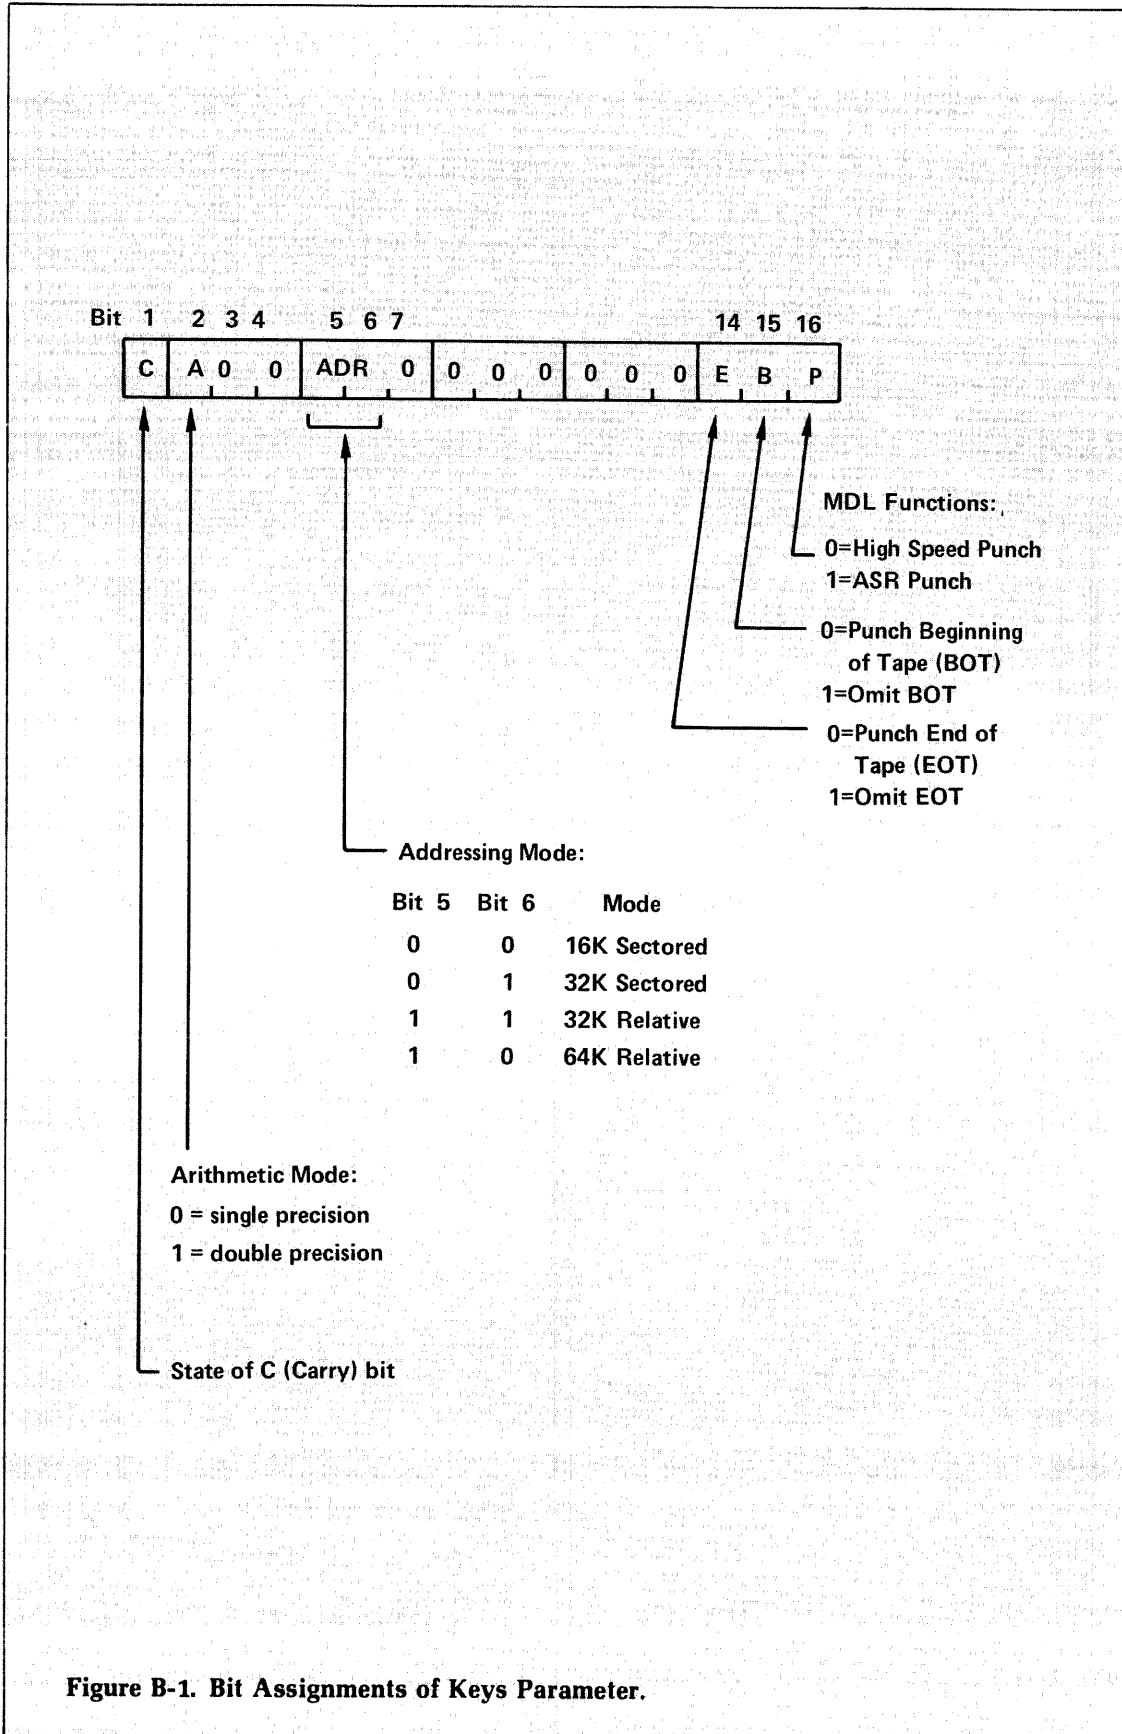 Bit 1 2 3 4 5 6 7 14 15 16
C A 0 0 ADR 0 0 0 0 0 0 0 E B P
MDL Functions:
0=High Speed Punch
1=ASR Punch
0=Punch Beginning
of Tape (BOT)
1=Omit BOT
0=Punch End of
Tape (EOT)
1=Omit EOT
Addressing Mode:
Bit 5 Bit 6 Mode
0 0 16K Sectored
0 1 32K Sectored
1 1 32K Relative
1 0 64K Relative
Arithmetic Mode:
0 = single precision
1 = double precision
State of C (Carry) bit
Figure B-1. Bit Assignments of Keys Parameter.